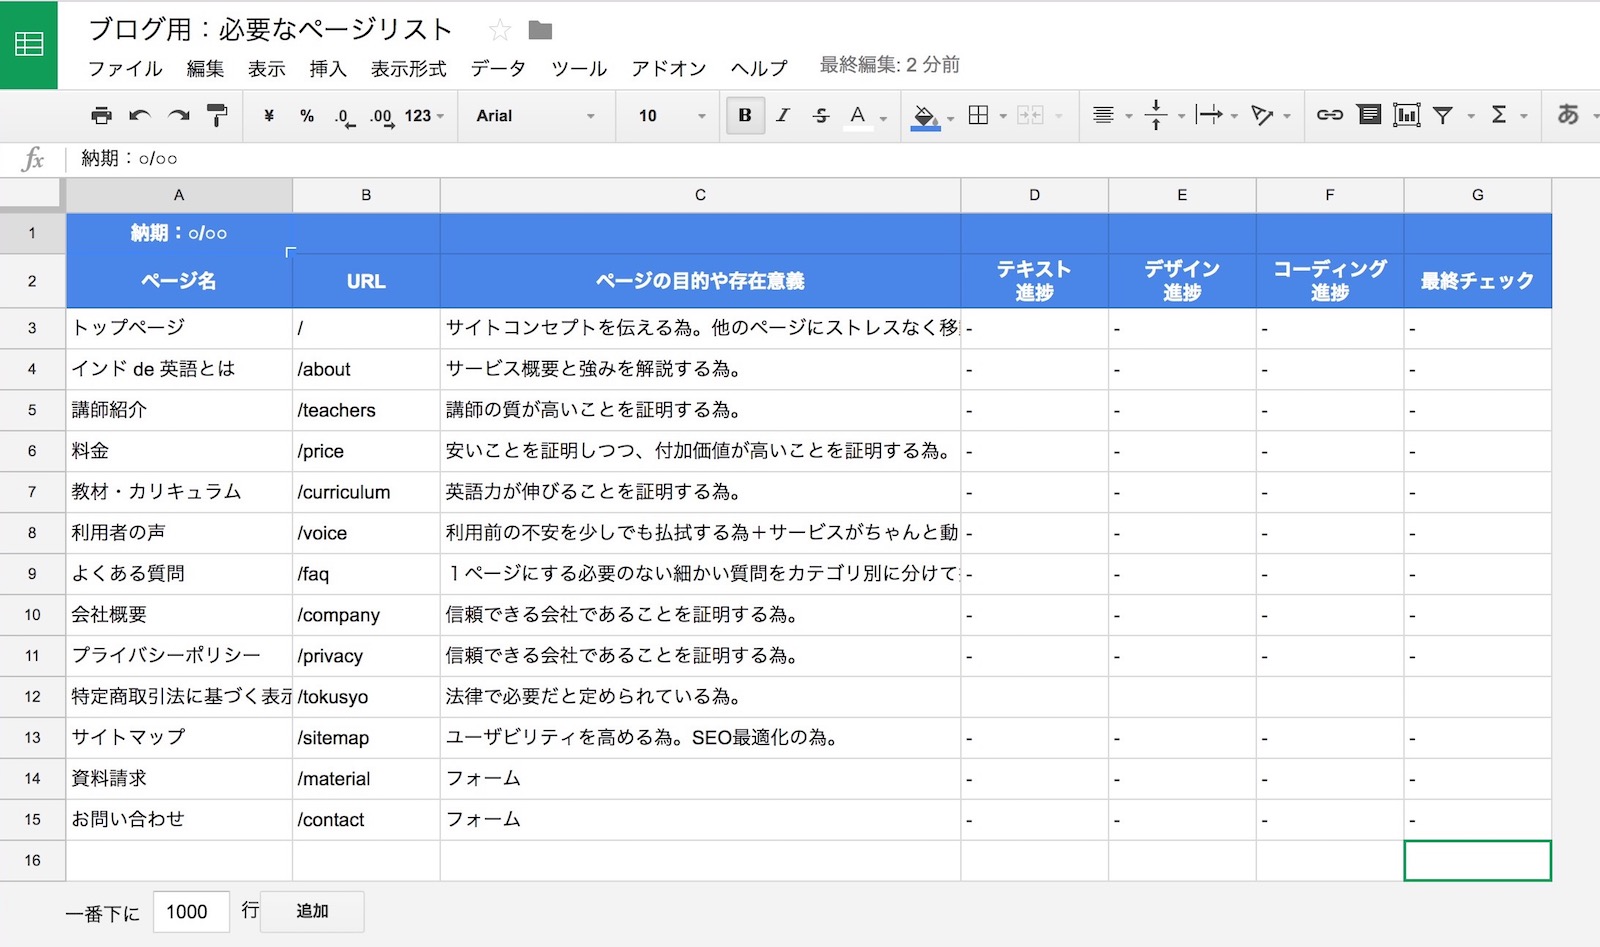 ブログ用：必要なページリスト
ファイル 編集 表示 挿入 表示形式 データ ツール アドオン ヘルプ 最終編集: 2 分前
¥ % .0 .00 123 Arial 10 B I S A Σ あ
fx 納期：○/○○
A B C D E F G
1 納期：○/○○
2 ページ名 URL ページの目的や存在意義 テキスト進捗 デザイン進捗 コーディング進捗 最終チェック
3 トップページ / サイトコンセプトを伝える為。他のページにストレスなく移 - - - -
4 インド de 英語とは /about サービス概要と強みを解説する為。 - - - -
5 講師紹介 /teachers 講師の質が高いことを証明する為。 - - - -
6 料金 /price 安いことを証明しつつ、付加価値が高いことを証明する為。 - - - -
7 教材・カリキュラム /curriculum 英語力が伸びることを証明する為。 - - - -
8 利用者の声 /voice 利用前の不安を少しでも払拭する為＋サービスがちゃんと動 - - - -
9 よくある質問 /faq １ページにする必要のない細かい質問をカテゴリ別に分けて - - - -
10 会社概要 /company 信頼できる会社であることを証明する為。 - - - -
11 プライバシーポリシー /privacy 信頼できる会社であることを証明する為。 - - - -
12 特定商取引法に基づく表示 /tokusyo 法律で必要だと定められている為。
13 サイトマップ /sitemap ユーザビリティを高める為。SEO最適化の為。 - - - -
14 資料請求 /material フォーム - - - -
15 お問い合わせ /contact フォーム - - - -
16
一番下に 1000 行 追加